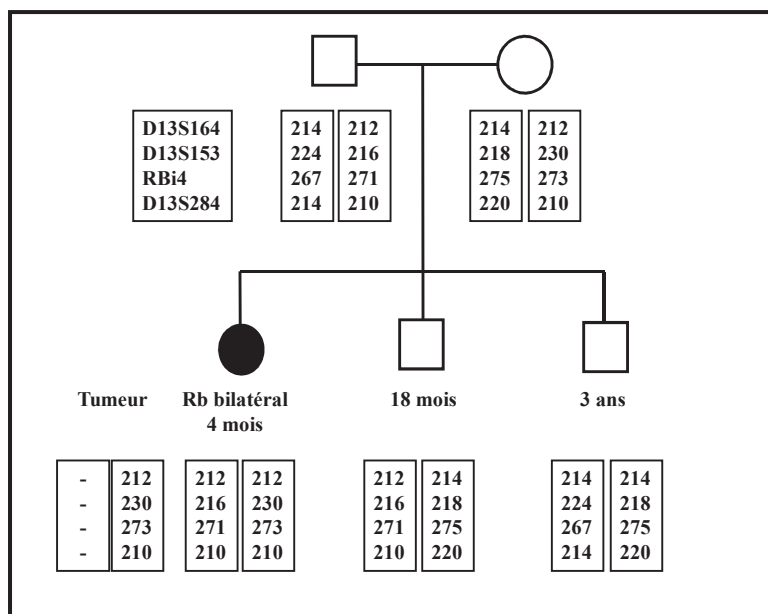 D13S164 214 212 214 212
D13S153 224 216 218 230
RBi4 267 271 275 273
D13S284 214 210 220 210
Tumeur Rb bilatéral 18 mois 3 ans
4 mois
- 212 212 212 212 214 214 214
- 230 216 230 216 218 224 218
- 273 271 273 271 275 267 275
- 210 210 210 210 220 214 220